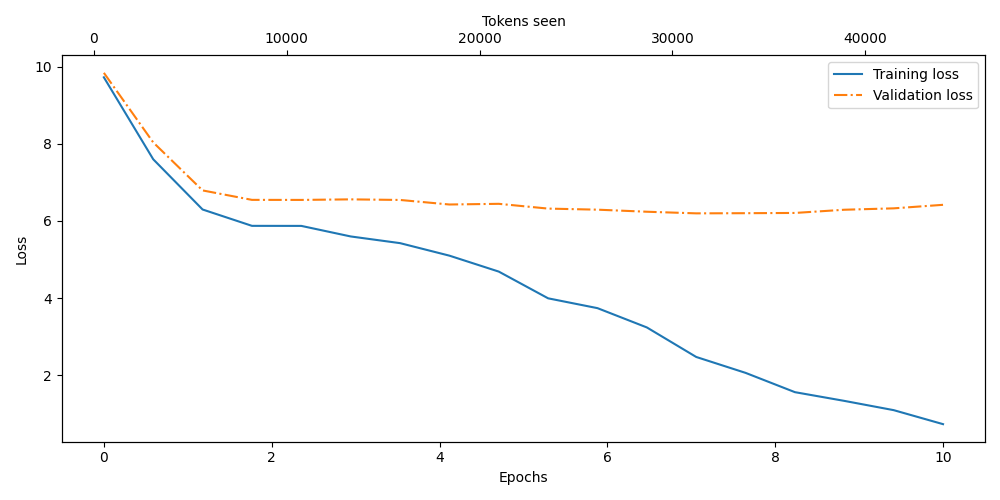 Tokens seen
0 10000 20000 30000 40000
10
8
6
4
2
Loss
Training loss
Validation loss
0 2 4 6 8 10
Epochs